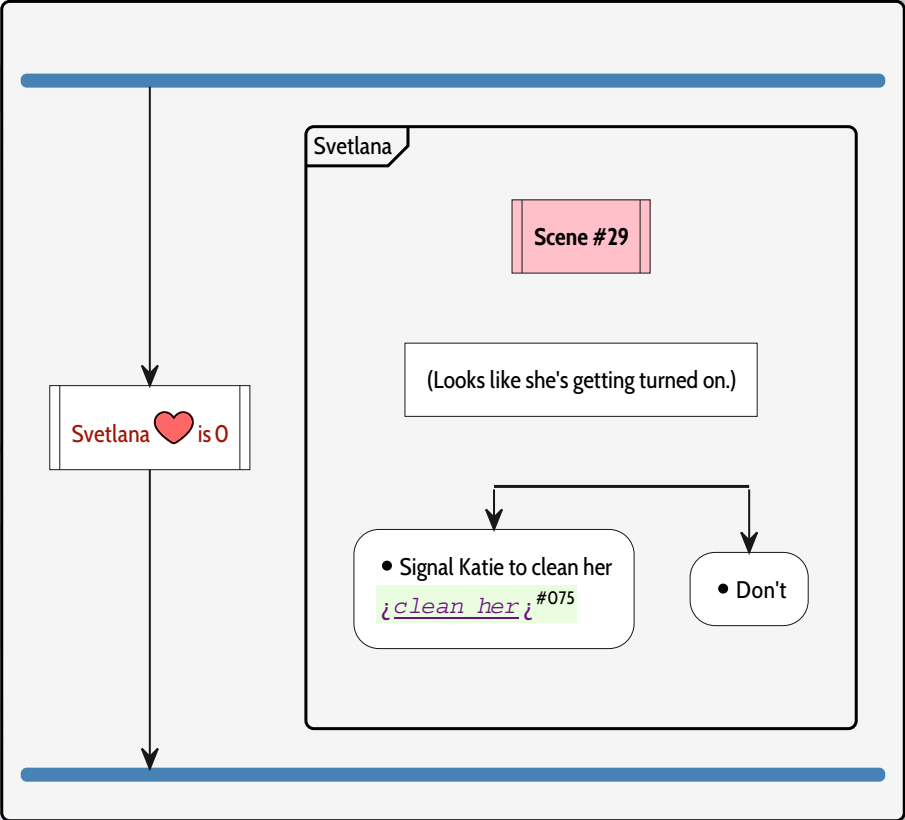 Svetlana
Scene #29
(Looks like she's getting turned on.)
Svetlana is 0
• Signal Katie to clean her
¿clean her¿#075
• Don't